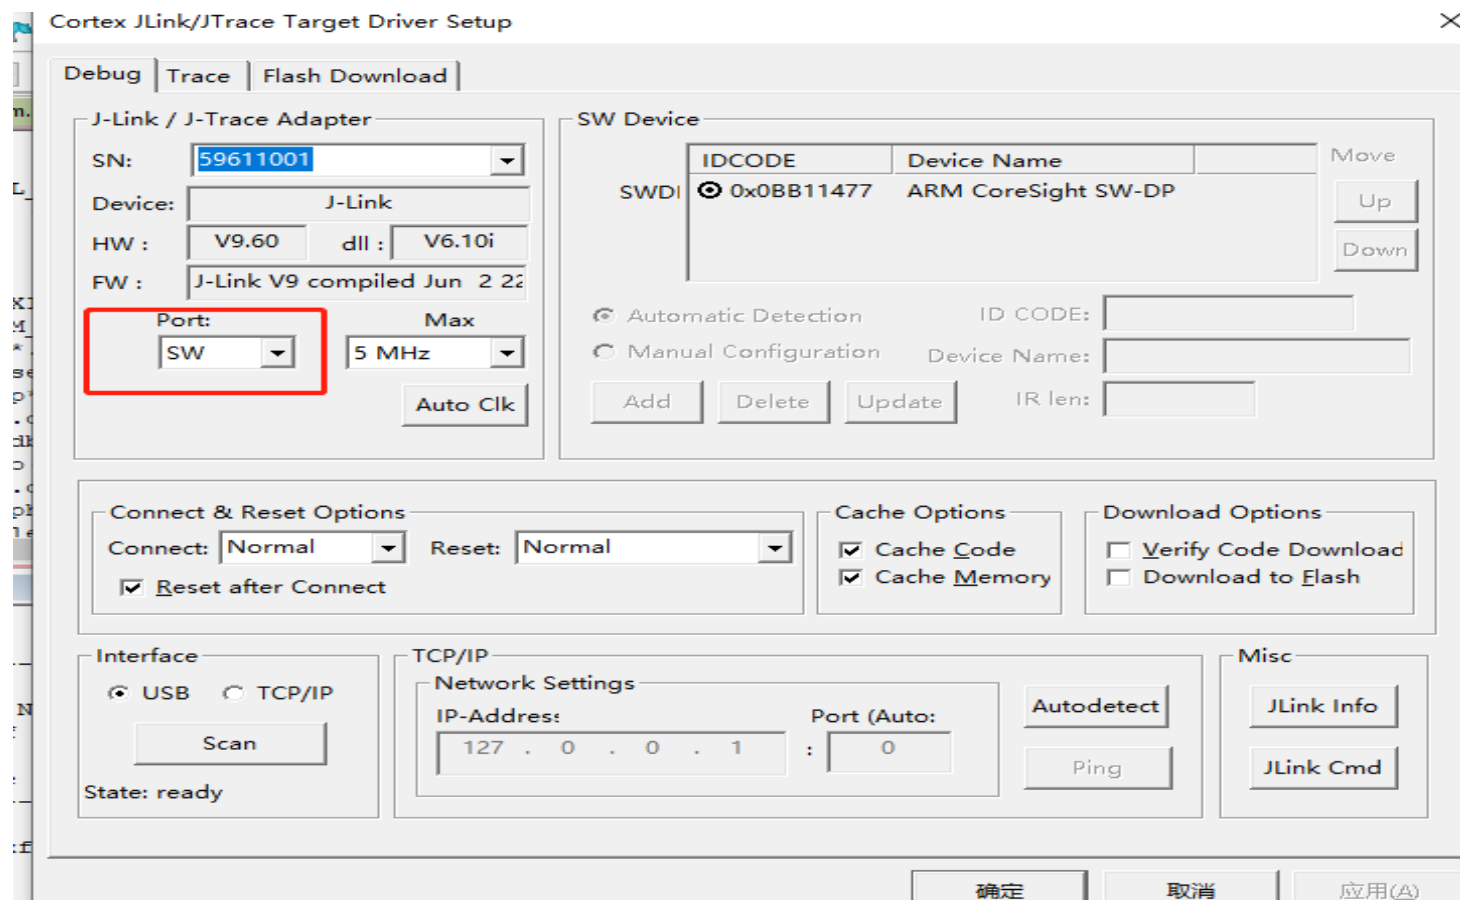 Cortex JLink/JTrace Target Driver Setup
Debug Trace Flash Download
J-Link / J-Trace Adapter
SN: 59611001
Device: J-Link
HW : V9.60 dll : V6.10i
FW : J-Link V9 compiled Jun 2 22
Port: Max
SW 5 MHz
Auto Clk
SW Device
IDCODE Device Name
SWDI 0x0BB11477 ARM CoreSight SW-DP
Move
Up
Down
Automatic Detection ID CODE:
Manual Configuration Device Name:
Add Delete Update IR len:
Connect & Reset Options
Connect: Normal Reset: Normal
Reset after Connect
Cache Options
Cache Code
Cache Memory
Download Options
Verify Code Download
Download to Flash
Interface
USB TCP/IP
Scan
State: ready
TCP/IP
Network Settings
IP-Address Port (Auto:
127 . 0 . 0 . 1 : 0
Autodetect
Ping
Misc
JLink Info
JLink Cmd
确定 取消 应用(A)